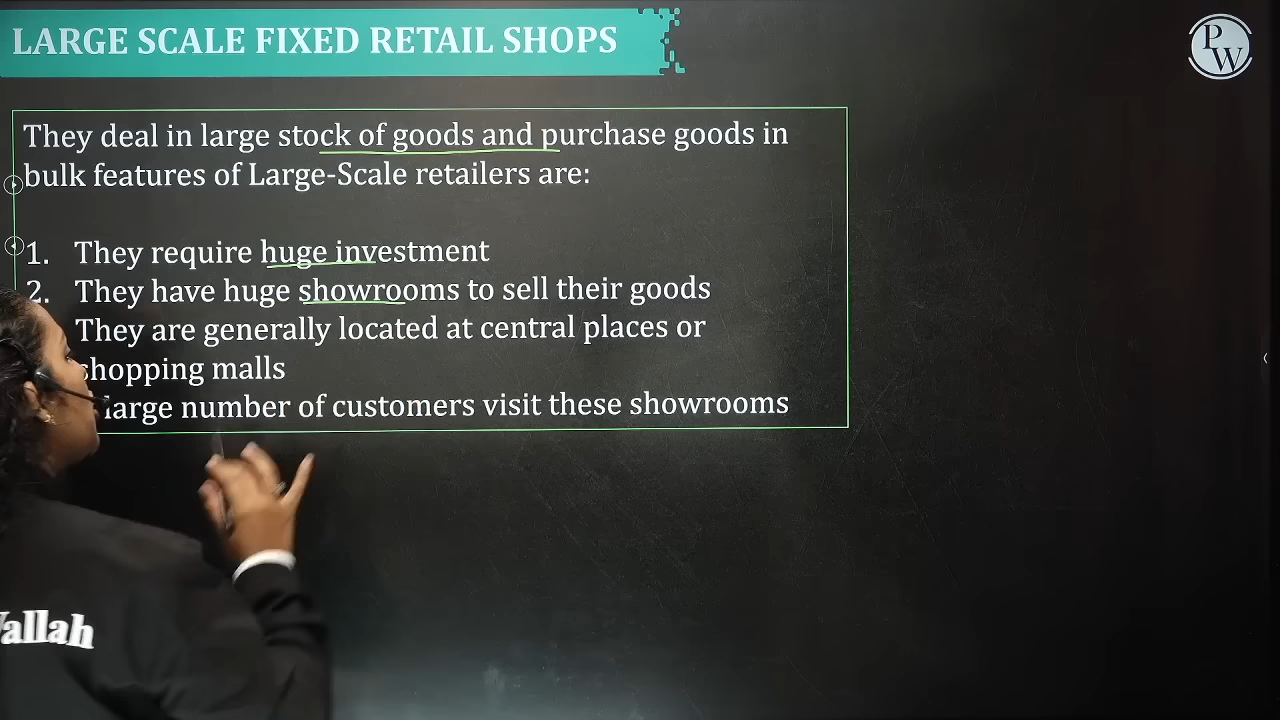 LARGE SCALE FIXED RETAIL SHOPS
PW
They deal in large stock of goods and purchase goods in
bulk features of Large-Scale retailers are:
1. They require huge investment
2. They have huge showrooms to sell their goods
They are generally located at central places or
shopping malls
large number of customers visit these showrooms